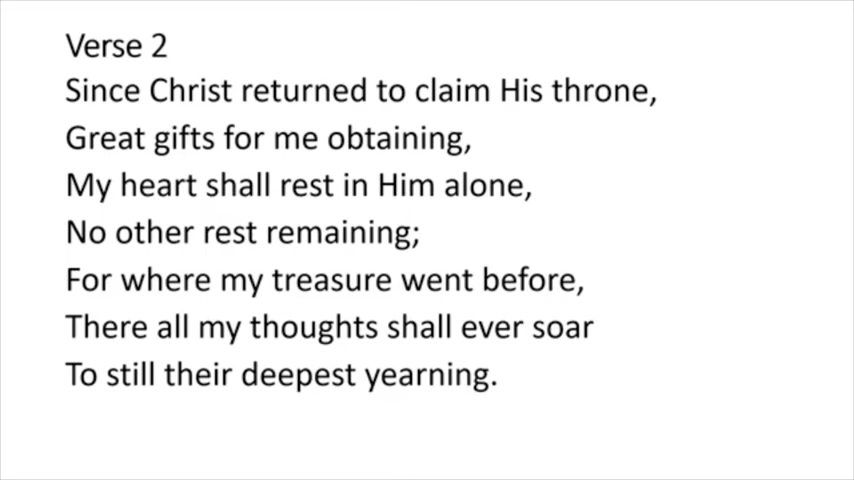 Verse 2
Since Christ returned to claim His throne,
Great gifts for me obtaining,
My heart shall rest in Him alone,
No other rest remaining;
For where my treasure went before,
There all my thoughts shall ever soar
To still their deepest yearning.